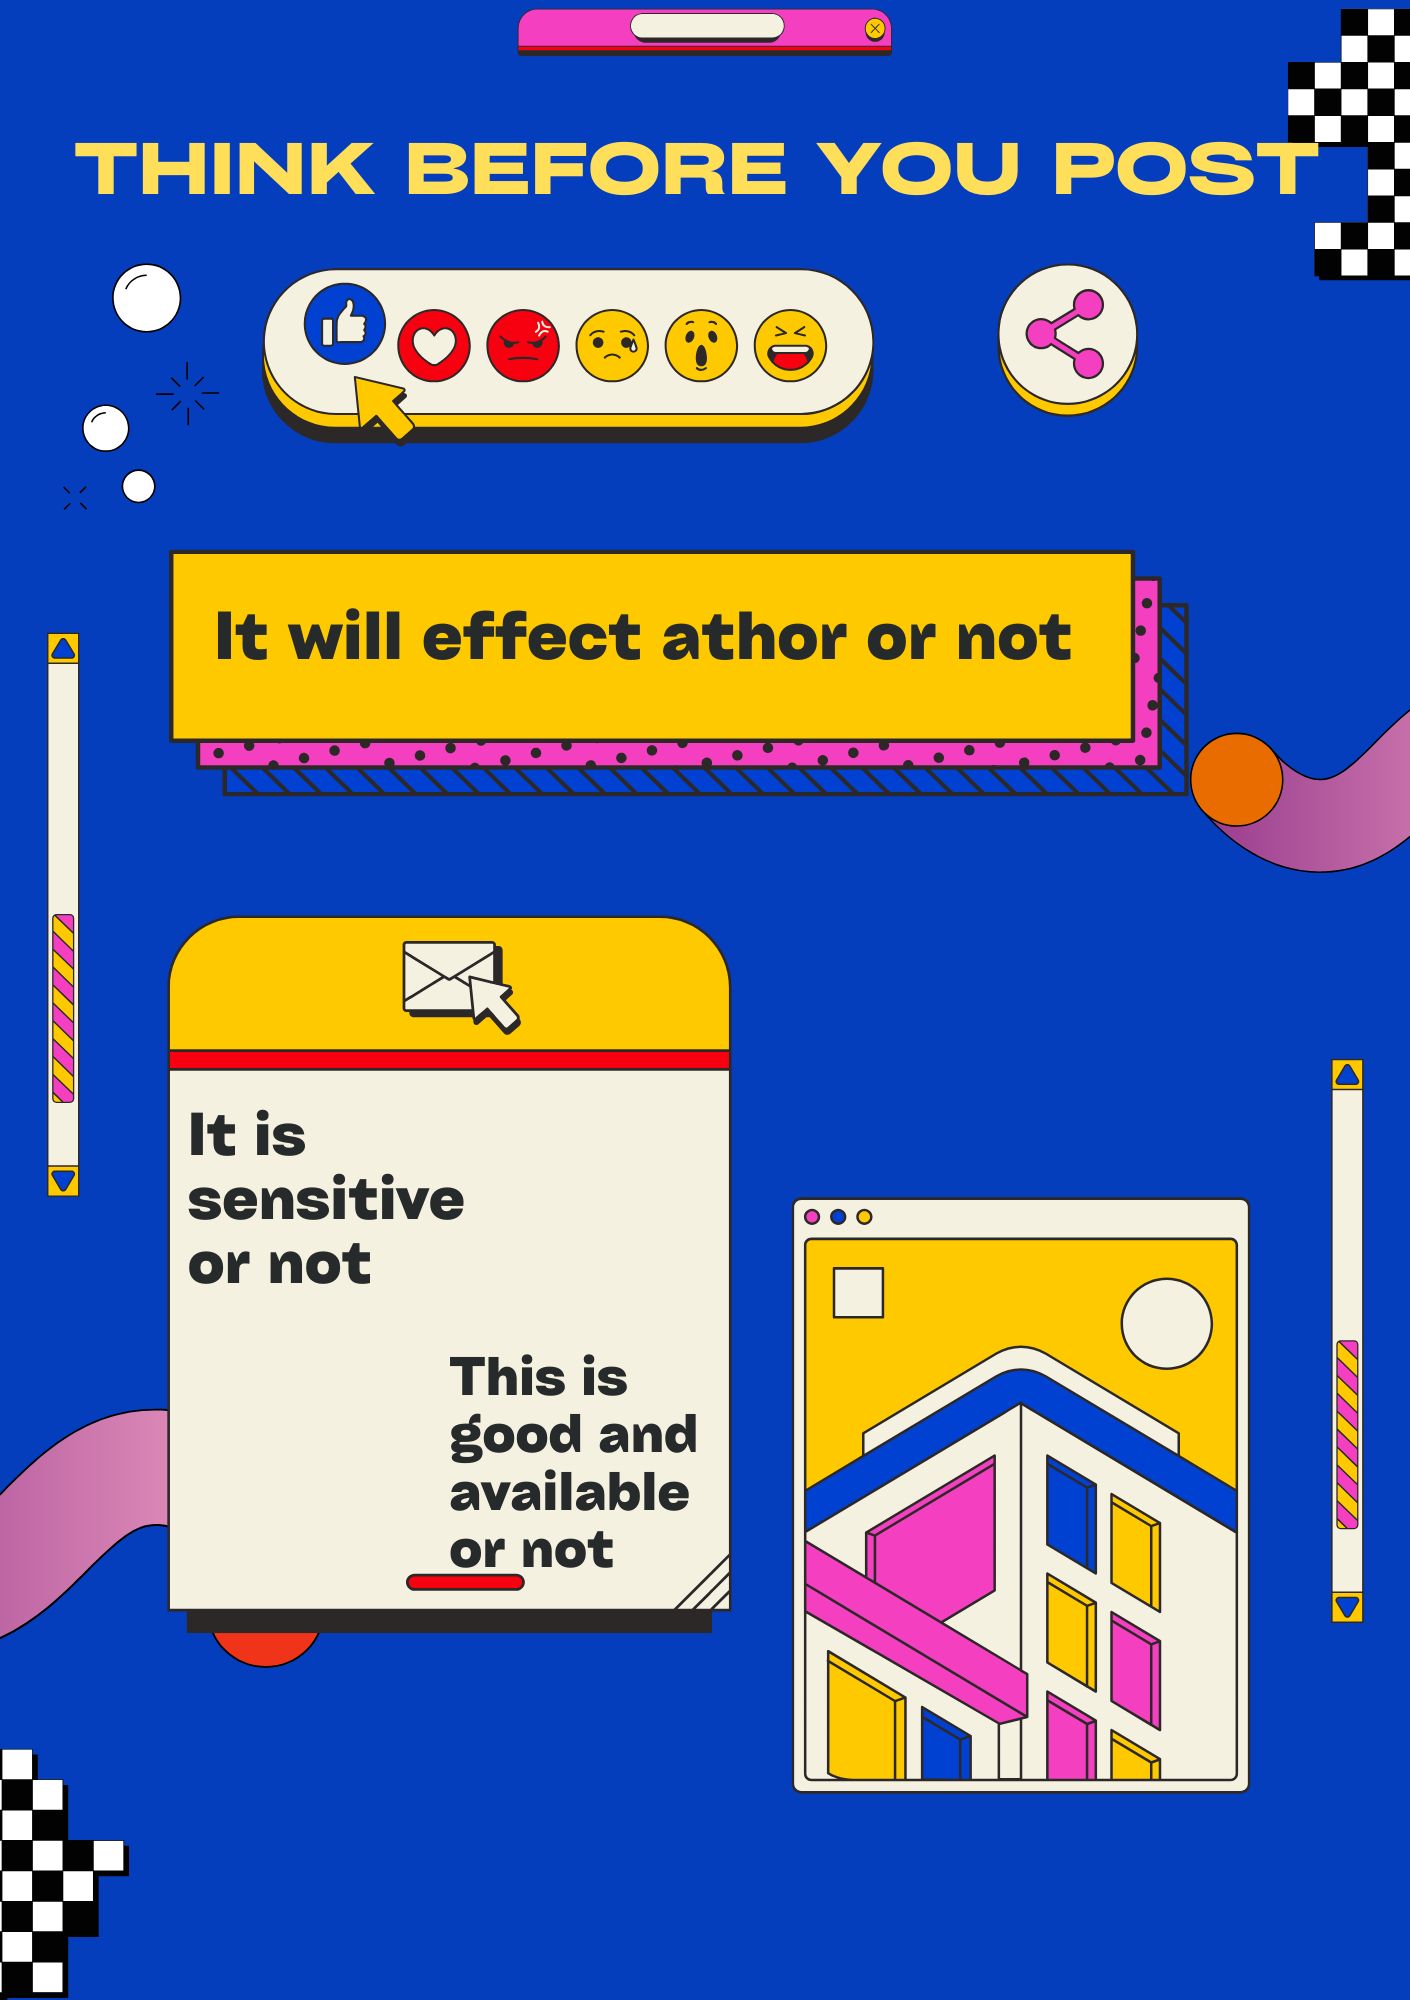 THINK BEFORE YOU POST
It will effect athor or not
It is
sensitive
or not
This is
good and
available
or not